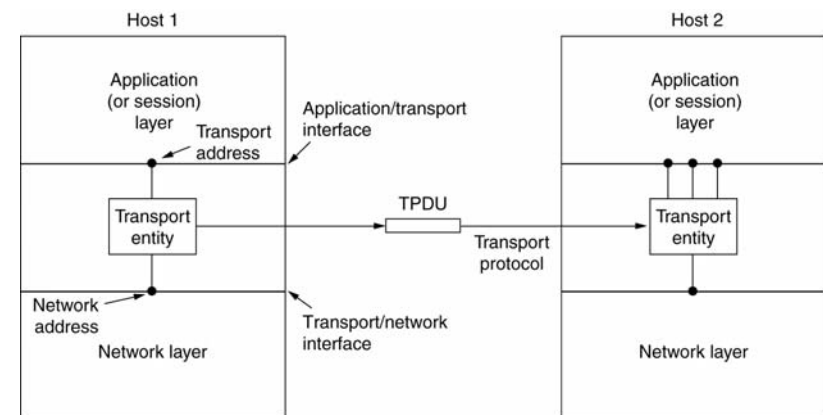 Host 1
Host 2
Application
(or session)
layer
Transport
address
Application/transport
interface
Application
(or session)
layer
Transport
entity
TPDU
Transport
protocol
Transport
entity
Network
address
Network layer
Transport/network
interface
Network layer